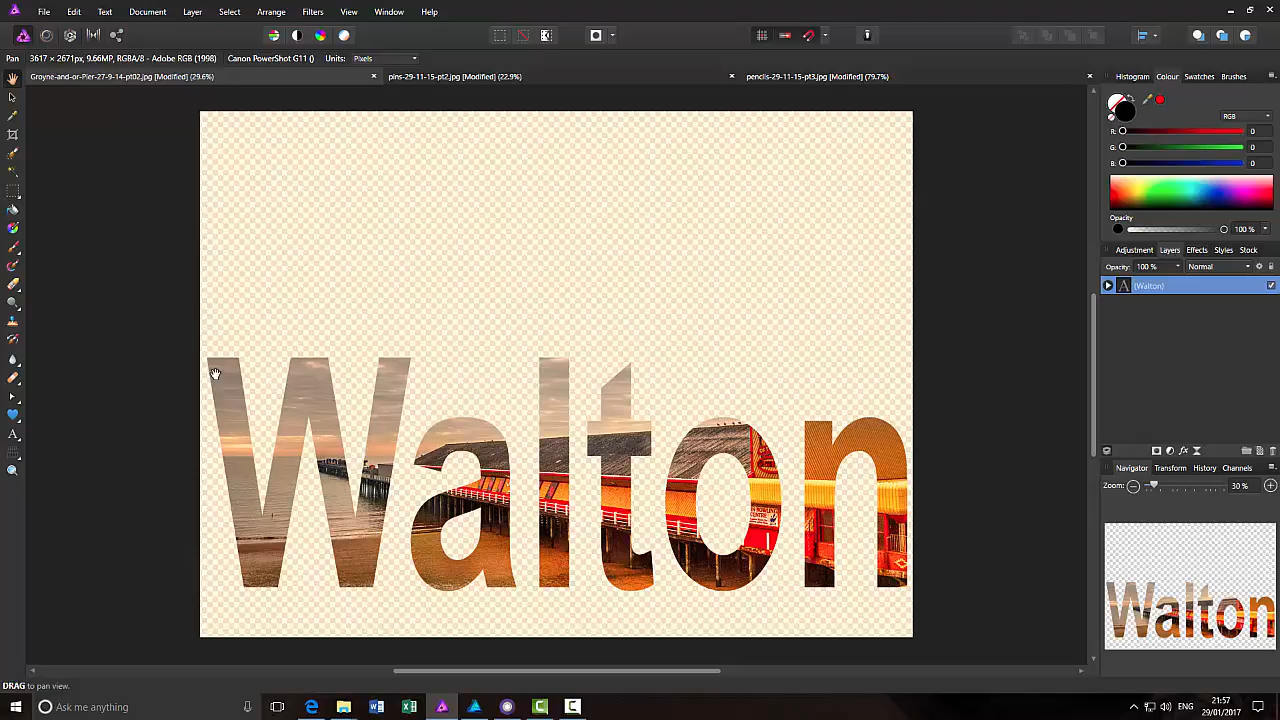 File Edit Text Document Layer Select Arrange Filters View Window Help
Pan 3617 × 2671px, 9.66MP, RGBA/8 - Adobe RGB (1998) Canon PowerShot G11 () Units: Pixels
Groyne-and-or-Pier-27-9-14-pt02.jpg [Modified] (29.6%) pins-29-11-15-pt2.jpg [Modified] (22.9%) pencils-29-11-15-pt3.jpg [Modified] (79.7%)
Histogram Colour Swatches Brushes
RGB
R: 0
G: 0
B: 0
Opacity
100 %
Adjustment Layers Effects Styles Stock
Opacity: 100 % Normal
A (Walton)
Walton
Navigator Transform History Channels
Zoom: 30 %
Walton
DRAG to pan view.
Ask me anything
ENG
21:57
29/01/2017